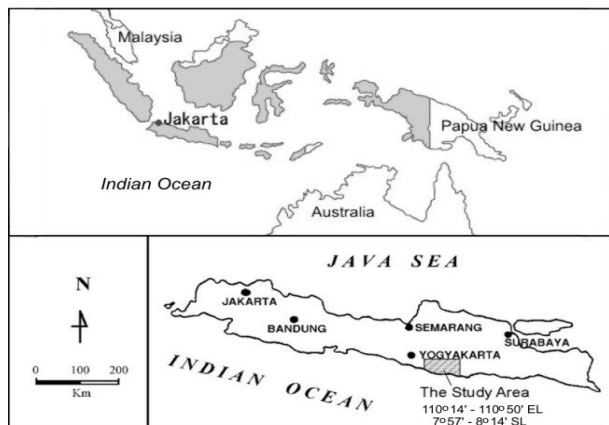 Malaysia
Jakarta
Papua New Guinea
Indian Ocean
Australia
N
0 100 200
Km
JAVA SEA
JAKARTA
BANDUNG
SEMARANG
SURABAYA
YOGYAKARTA
INDIAN OCEAN
The Study Area
110º14' - 110º50' EL
7º57' - 8º14' SL